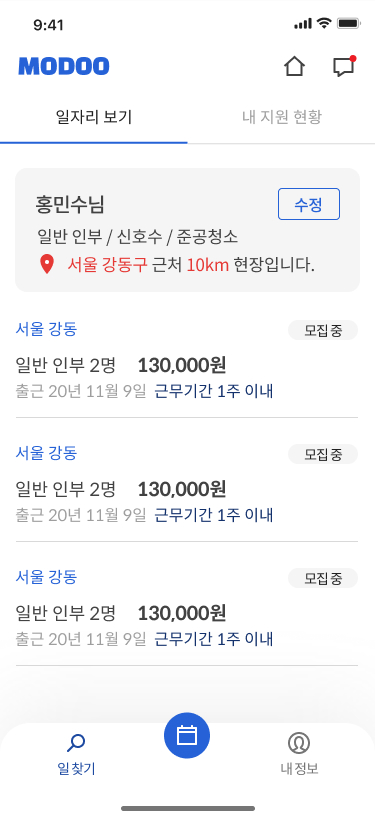 9:41
MODOO
일자리 보기 내 지원 현황
홍민수님 수정
일반 인부 / 신호수 / 준공청소
서울 강동구 근처 10km 현장입니다.
서울 강동 모집중
일반 인부 2명 130,000원
출근 20년 11월 9일 근무기간 1주 이내
서울 강동 모집중
일반 인부 2명 130,000원
출근 20년 11월 9일 근무기간 1주 이내
서울 강동 모집중
일반 인부 2명 130,000원
출근 20년 11월 9일 근무기간 1주 이내
일찾기 내정보